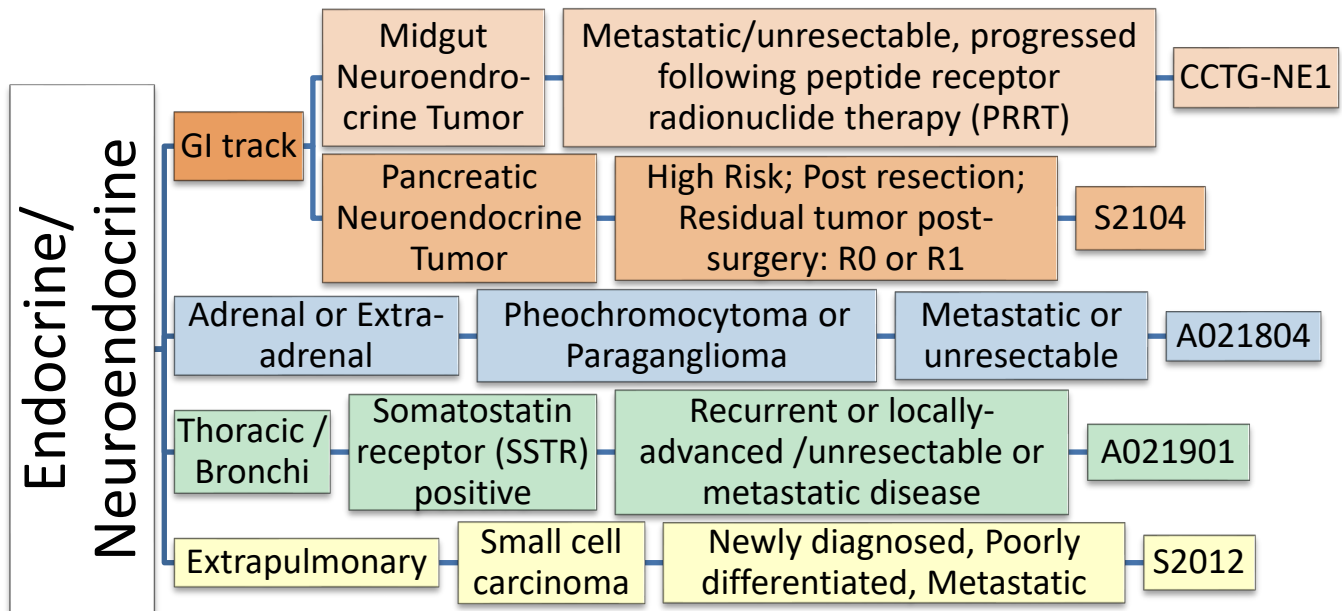 Endocrine/
Neuroendocrine
GI track
Midgut
Neuroendro-
crine Tumor
Metastatic/unresectable, progressed
following peptide receptor
radionuclide therapy (PRRT)
CCTG-NE1
Pancreatic
Neuroendocrine
Tumor
High Risk; Post resection;
Residual tumor post-
surgery: R0 or R1
S2104
Adrenal or Extra-
adrenal
Pheochromocytoma or
Paraganglioma
Metastatic or
unresectable
A021804
Thoracic /
Bronchi
Somatostatin
receptor (SSTR)
positive
Recurrent or locally-
advanced /unresectable or
metastatic disease
A021901
Extrapulmonary
Small cell
carcinoma
Newly diagnosed, Poorly
differentiated, Metastatic
S2012